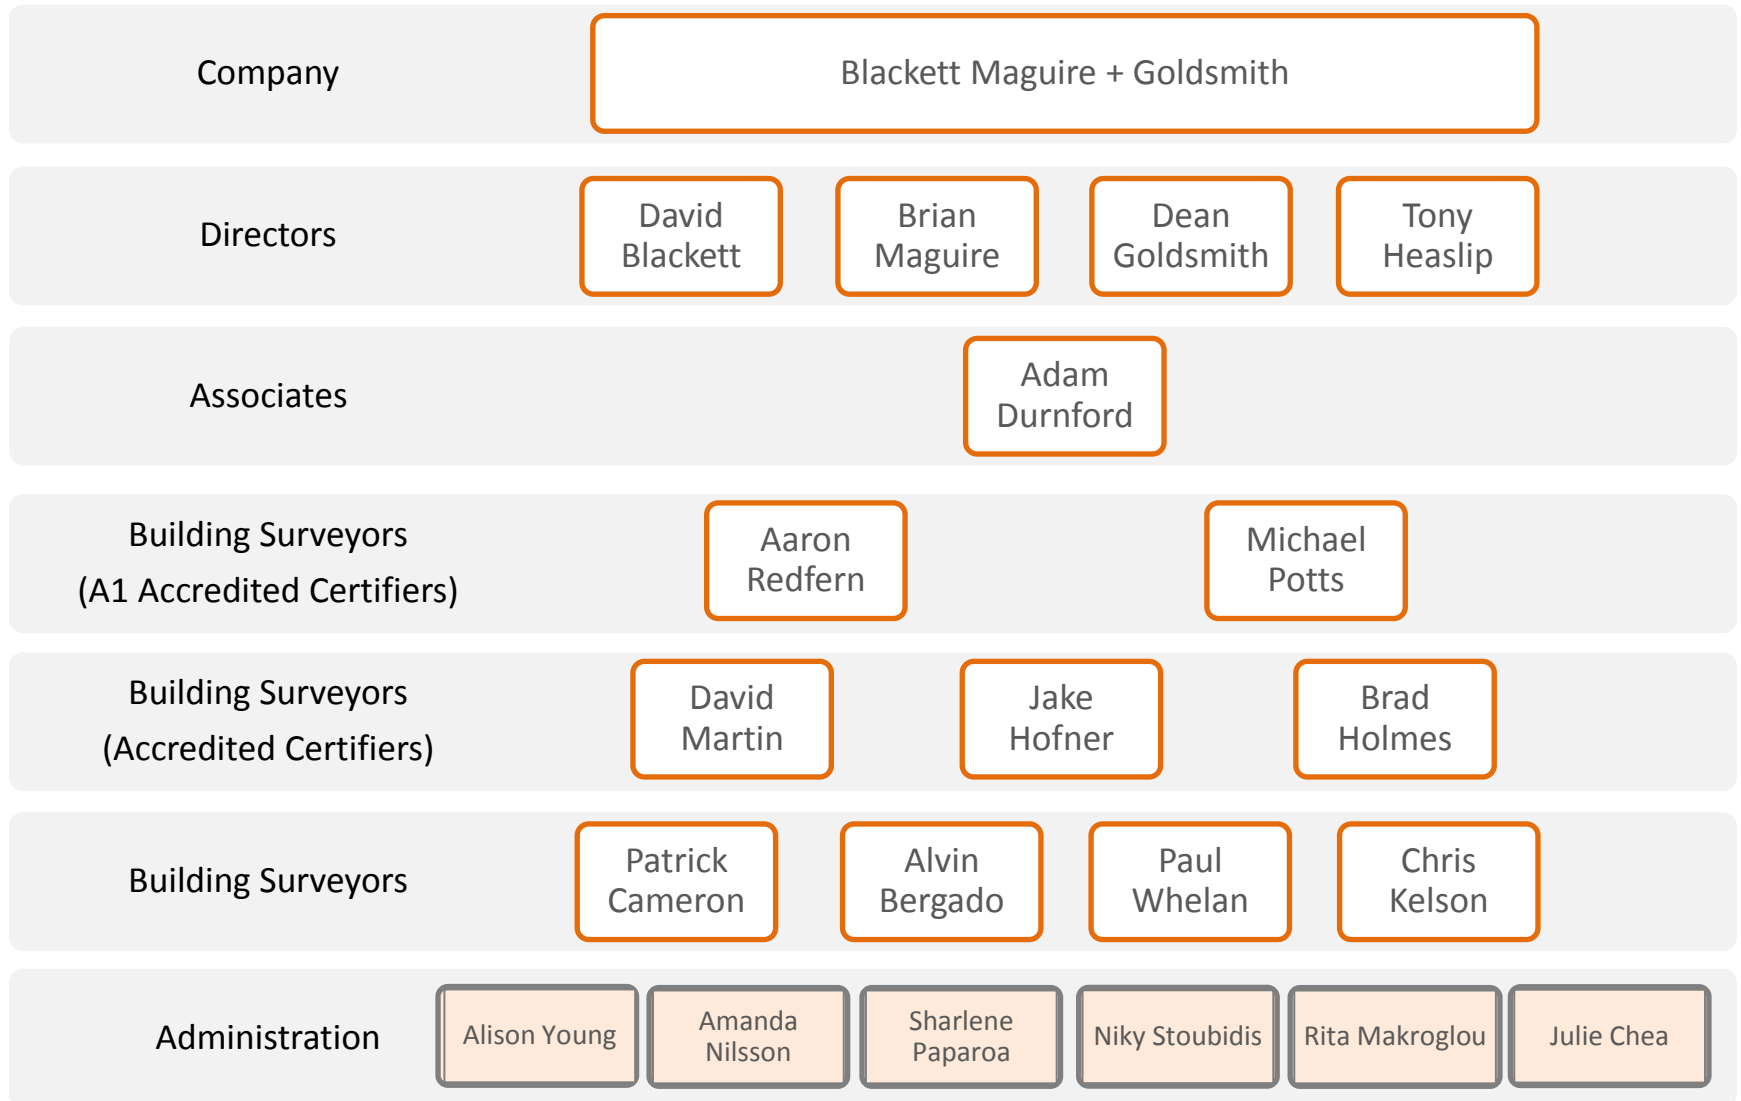 Company
Blackett Maguire + Goldsmith
Directors
David
Blackett
Brian
Maguire
Dean
Goldsmith
Tony
Heaslip
Associates
Adam
Durnford
Building Surveyors
(A1 Accredited Certifiers)
Aaron
Redfern
Michael
Potts
Building Surveyors
(Accredited Certifiers)
David
Martin
Jake
Hofner
Brad
Holmes
Building Surveyors
Patrick
Cameron
Alvin
Bergado
Paul
Whelan
Chris
Kelson
Administration
Alison Young
Amanda
Nilsson
Sharlene
Paparoa
Niky Stoubidis
Rita Makroglou
Julie Chea